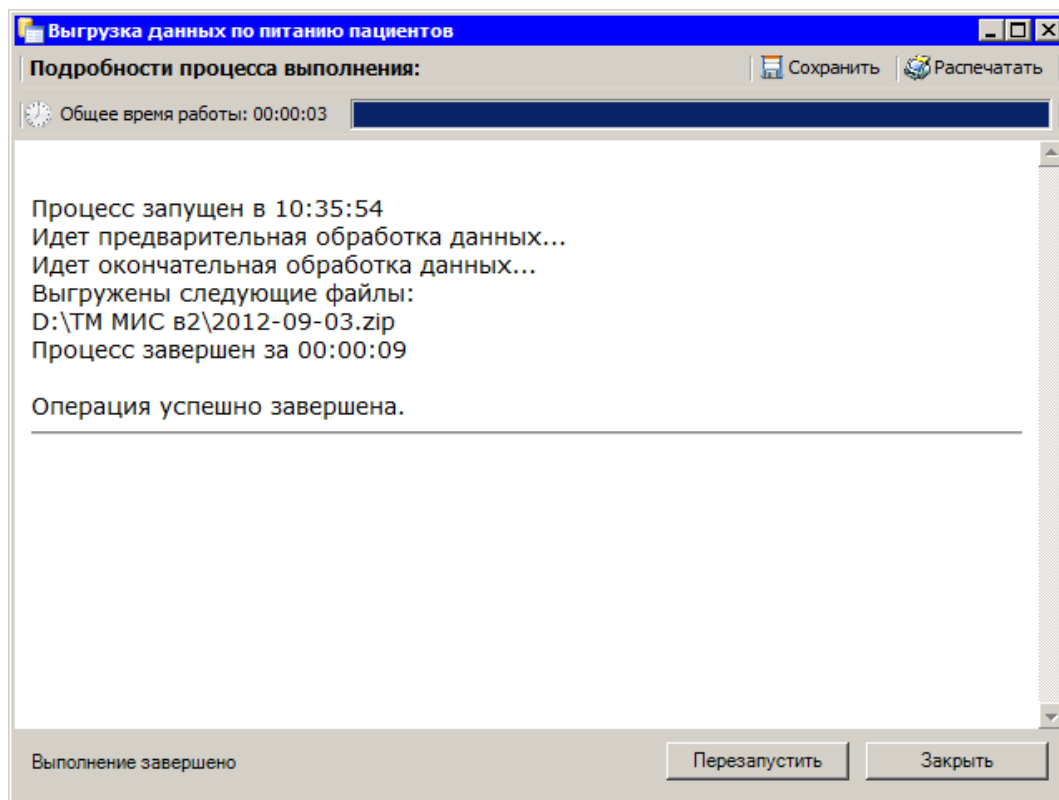 Выгрузка данных по питанию пациентов
Подробности процесса выполнения: Сохранить Распечатать
Общее время работы: 00:00:03
Процесс запущен в 10:35:54
Идет предварительная обработка данных...
Идет окончательная обработка данных...
Выгружены следующие файлы:
D:\ТМ МИС в2\2012-09-03.zip
Процесс завершен за 00:00:09
Операция успешно завершена.
Выполнение завершено Перезапустить Закрыть